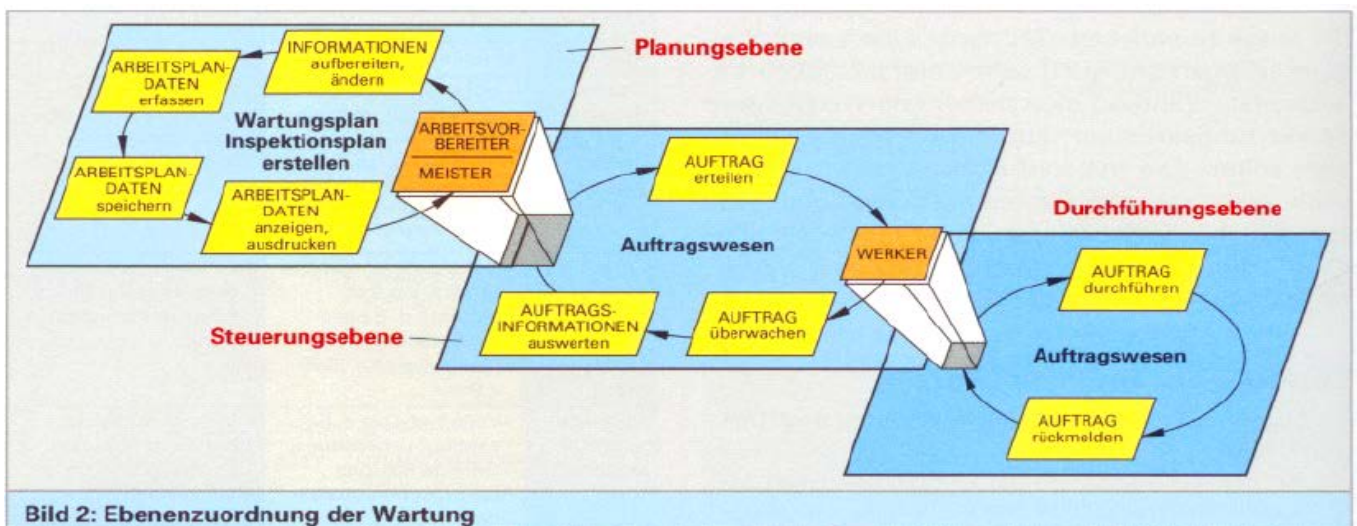 Planungsebene
INFORMATIONEN
aufbereiten,
ändern
ARBEITSPLAN-
DATEN
erfassen
Wartungsplan
Inspektionsplan
erstellen
ARBEITSVOR-
BEREITER
MEISTER
ARBEITSPLAN-
DATEN
speichern
ARBEITSPLAN-
DATEN
anzeigen,
ausdrucken
AUFTRAG
erteilen
Auftragswesen
WERKER
AUFTRAGS-
INFORMATIONEN
auswerten
AUFTRAG
überwachen
Steuerungsebene
Durchführungsebene
AUFTRAG
durchführen
Auftragswesen
AUFTRAG
rückmelden
Bild 2: Ebenenzuordnung der Wartung